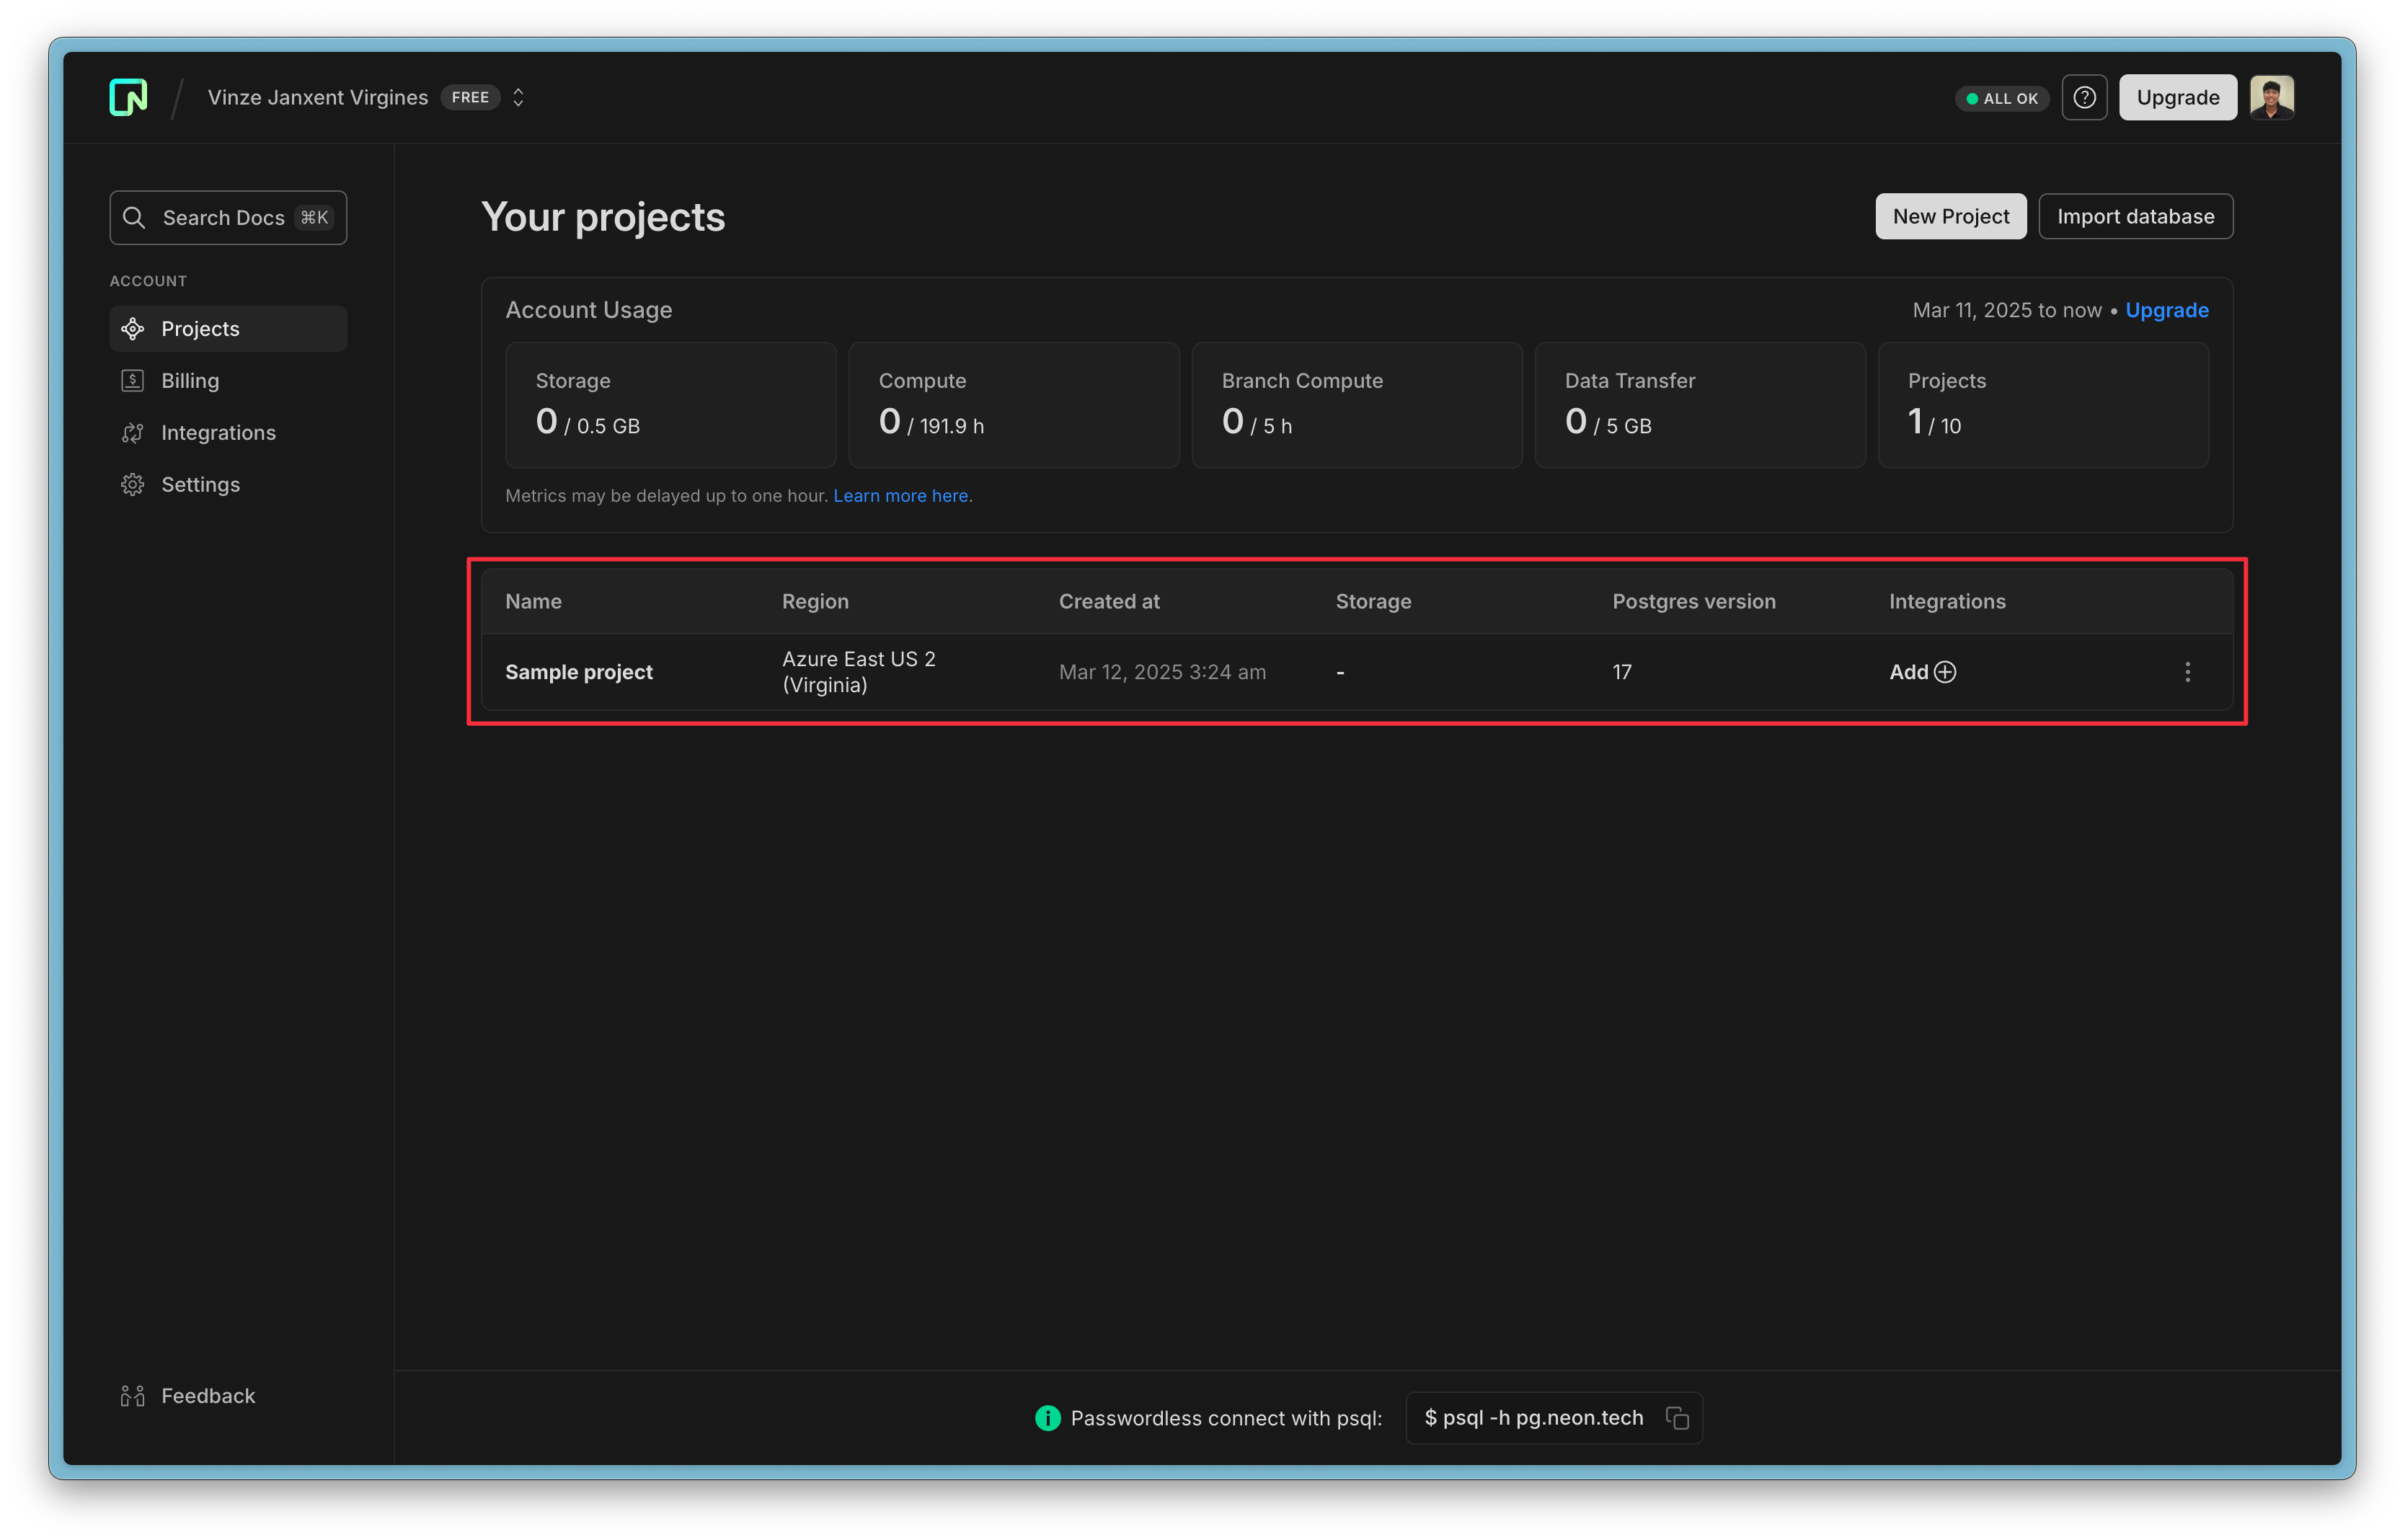 Vinze Janxent Virgines FREE
ALL OK
Upgrade
Search Docs ⌘K
ACCOUNT
Projects
Billing
Integrations
Settings
Feedback
Your projects
New Project
Import database
Account Usage
Mar 11, 2025 to now • Upgrade
Storage
0 / 0.5 GB
Compute
0 / 191.9 h
Branch Compute
0 / 5 h
Data Transfer
0 / 5 GB
Projects
1 / 10
Metrics may be delayed up to one hour. Learn more here.
Name Region Created at Storage Postgres version Integrations
Sample project Azure East US 2 (Virginia) Mar 12, 2025 3:24 am - 17 Add
Passwordless connect with psql: $ psql -h pg.neon.tech